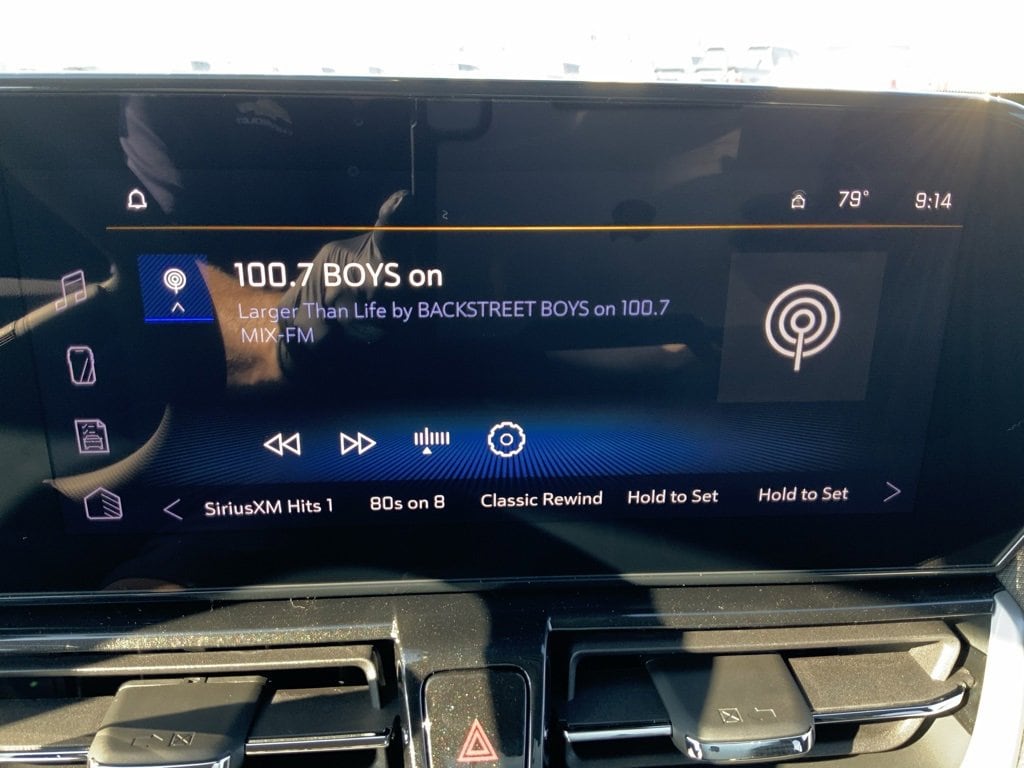 79° 9:14
100.7 BOYS on
Larger Than Life by BACKSTREET BOYS on 100.7
MIX-FM
SiriusXM Hits 1 80s on 8 Classic Rewind Hold to Set Hold to Set